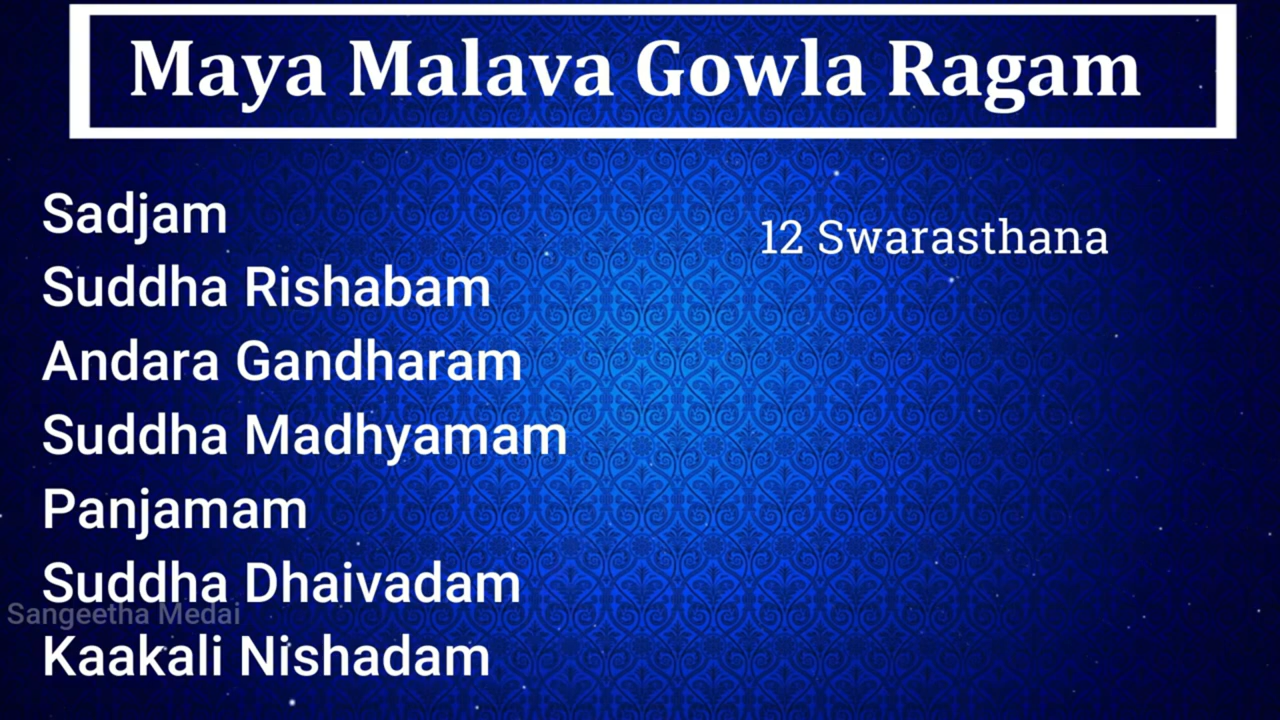 Maya Malava Gowla Ragam
Sadjam
Suddha Rishabam
Andara Gandharam
Suddha Madhyamam
Panjamam
Suddha Dhaivadam
Sangeetha Medai
Kaakali Nishadam
12 Swarasthana